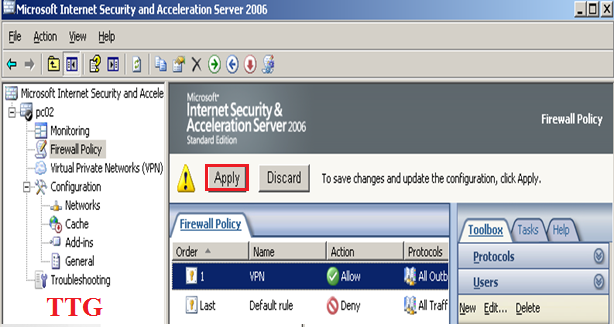 Microsoft Internet Security and Acceleration Server 2006
File Action View Help
Microsoft Internet Security and Accele
pc02
Monitoring
Firewall Policy
Virtual Private Networks (VPN)
Configuration
Networks
Cache
Add-ins
General
Troubleshooting
TTG
Microsoft
Internet Security &
Acceleration Server 2006
Standard Edition
Firewall Policy
Apply Discard To save changes and update the configuration, click Apply.
Firewall Policy
Order Name Action Protocols
1 VPN Allow All Outb
Last Default rule Deny All Traff
Toolbox Tasks Help
Protocols
Users
New Edit... Delete